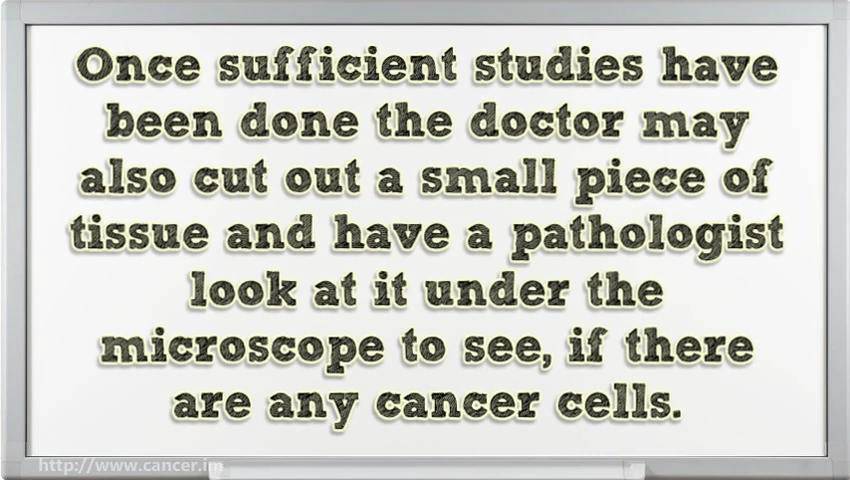 Once sufficient studies have
been done the doctor may
also cut out a small piece of
tissue and have a pathologist
look at it under the
microscope to see, if there
are any cancer cells.
http://www.cancer.im